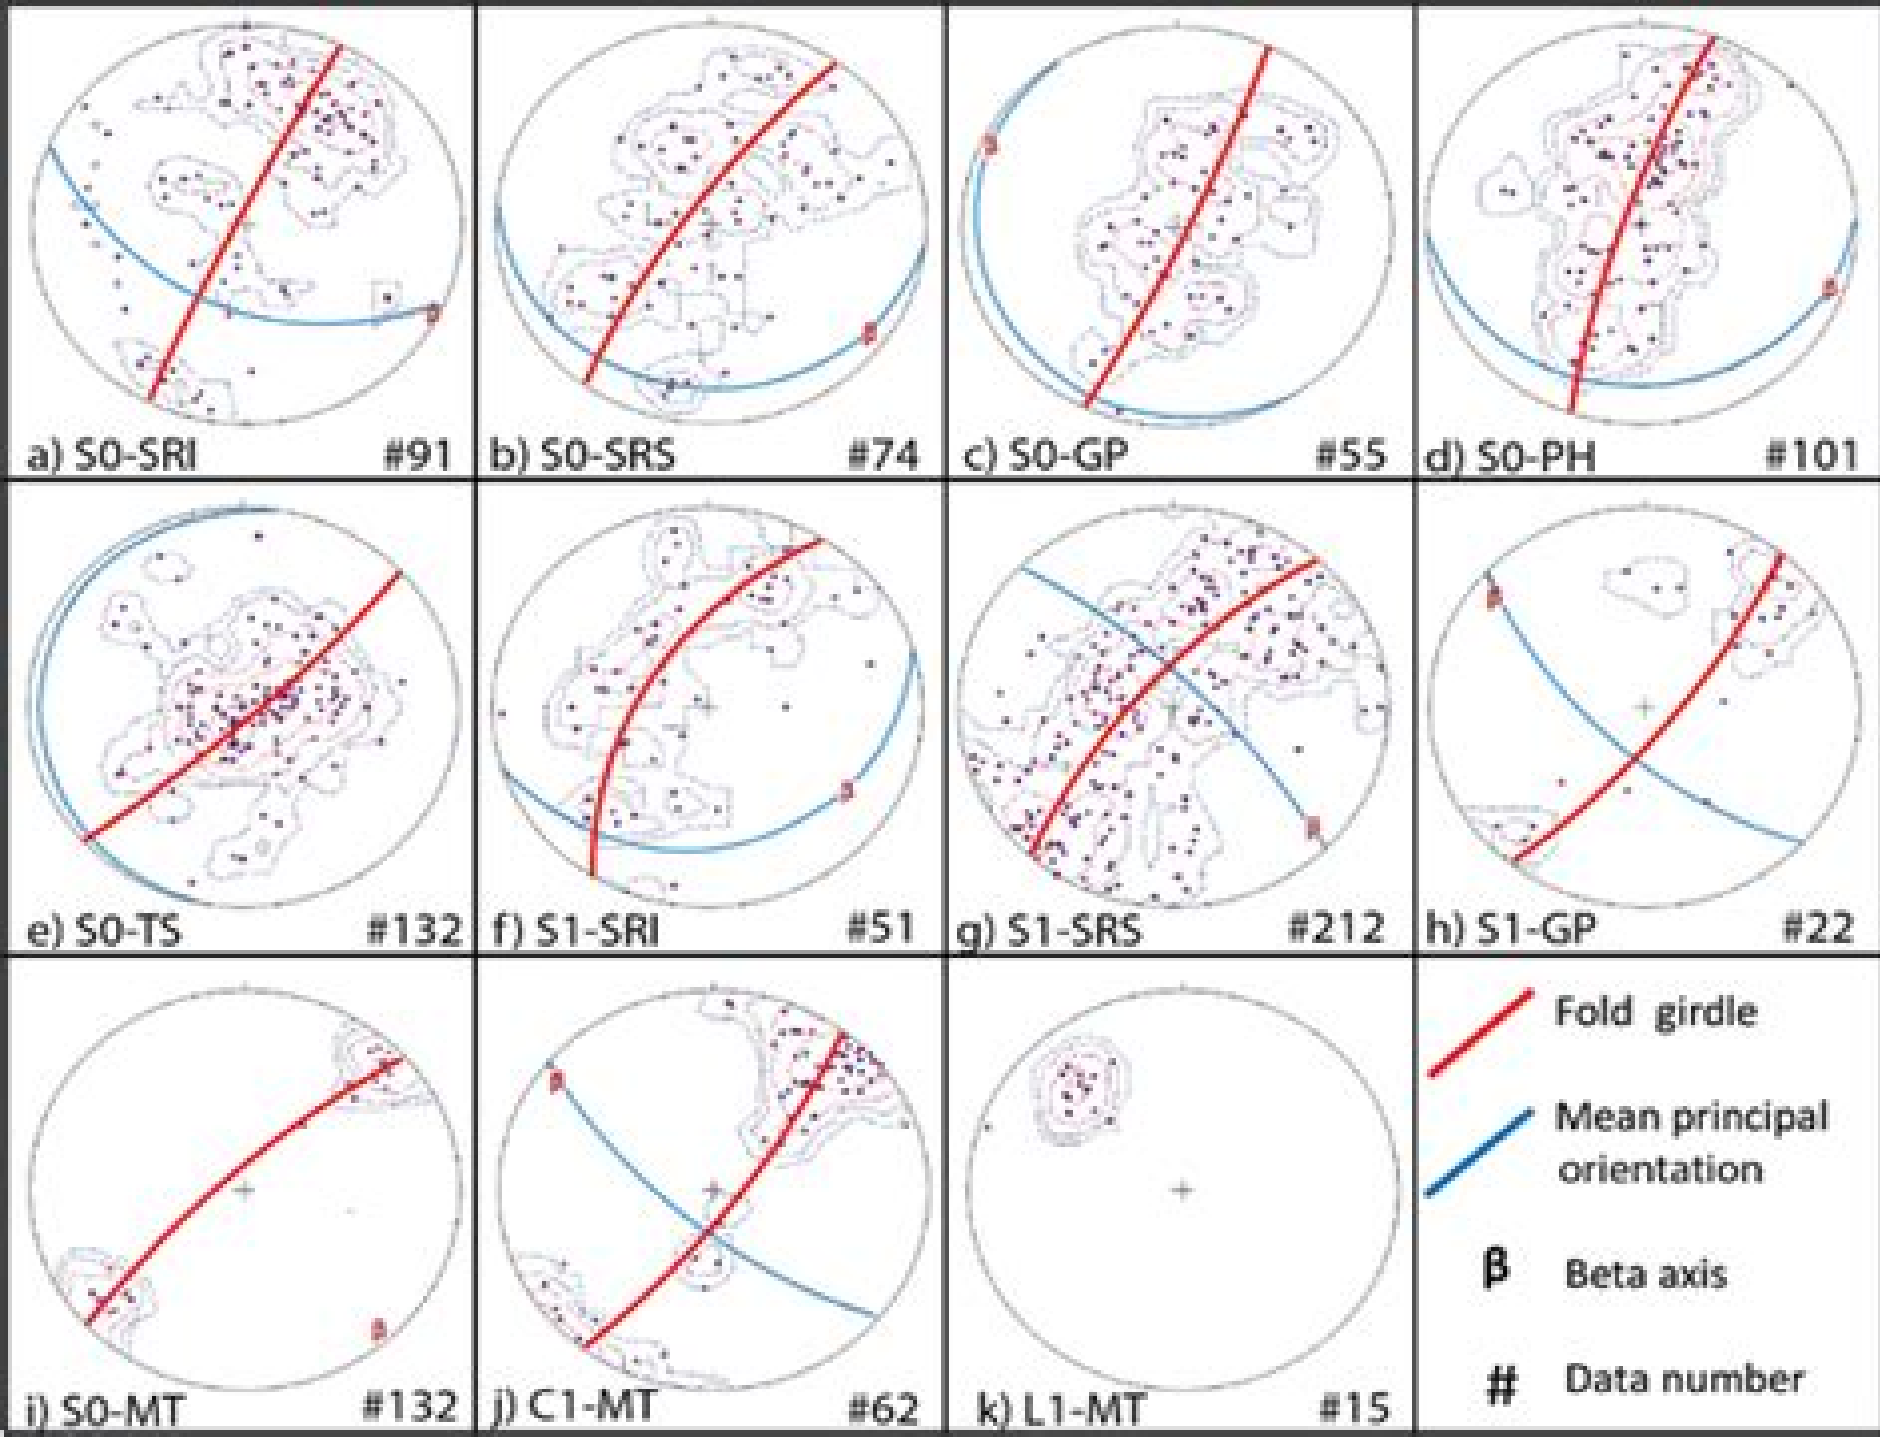 a) S0-SRI #91
b) S0-SRS #74
c) S0-GP #55
d) S0-PH #101
e) S0-TS #132
f) S1-SRI #51
g) S1-SRS #212
h) S1-GP #22
i) S0-MT #132
j) C1-MT #62
k) L1-MT #15
Fold girdle
Mean principal
orientation
β Beta axis
# Data number